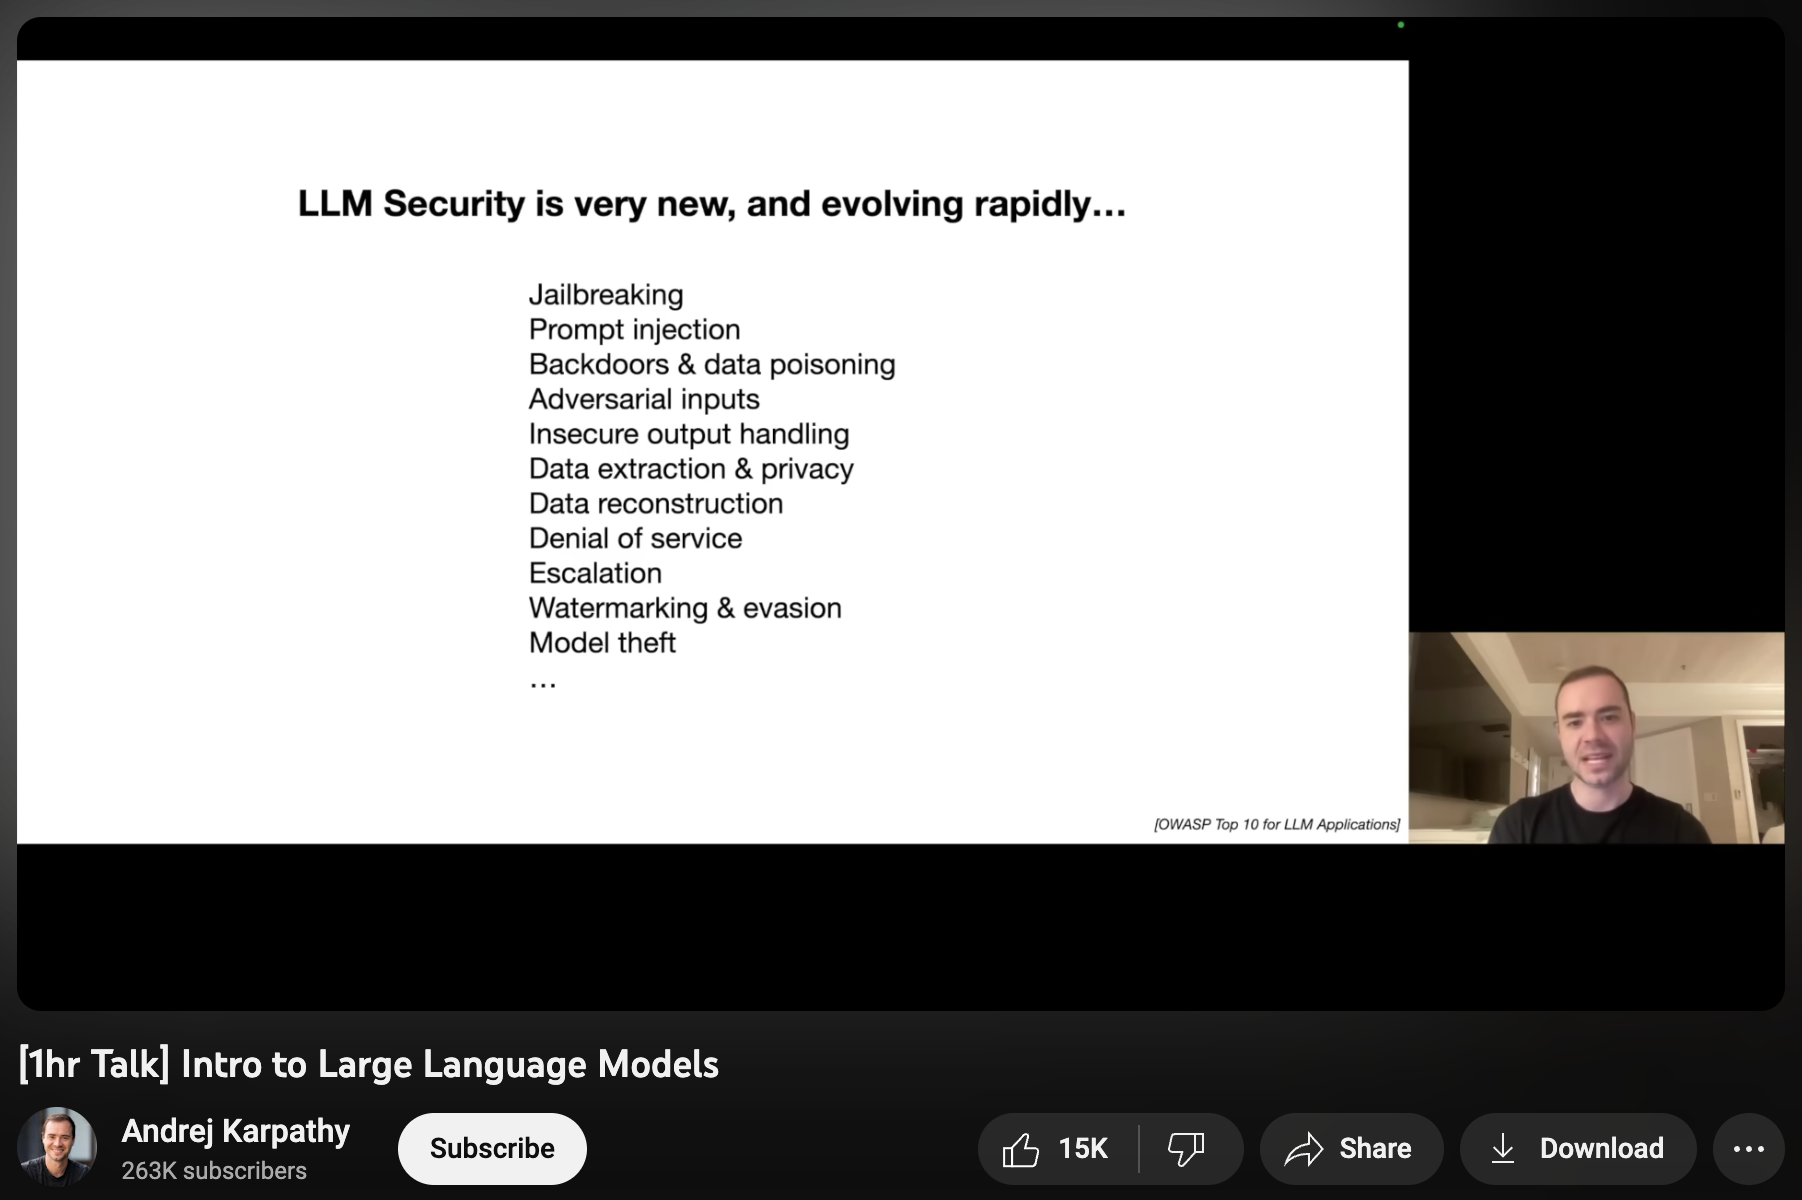 LLM Security is very new, and evolving rapidly...
Jailbreaking
Prompt injection
Backdoors & data poisoning
Adversarial inputs
Insecure output handling
Data extraction & privacy
Data reconstruction
Denial of service
Escalation
Watermarking & evasion
Model theft
...
[OWASP Top 10 for LLM Applications]
[1hr Talk] Intro to Large Language Models
Andrej Karpathy
263K subscribers
Subscribe
15K
Share
Download